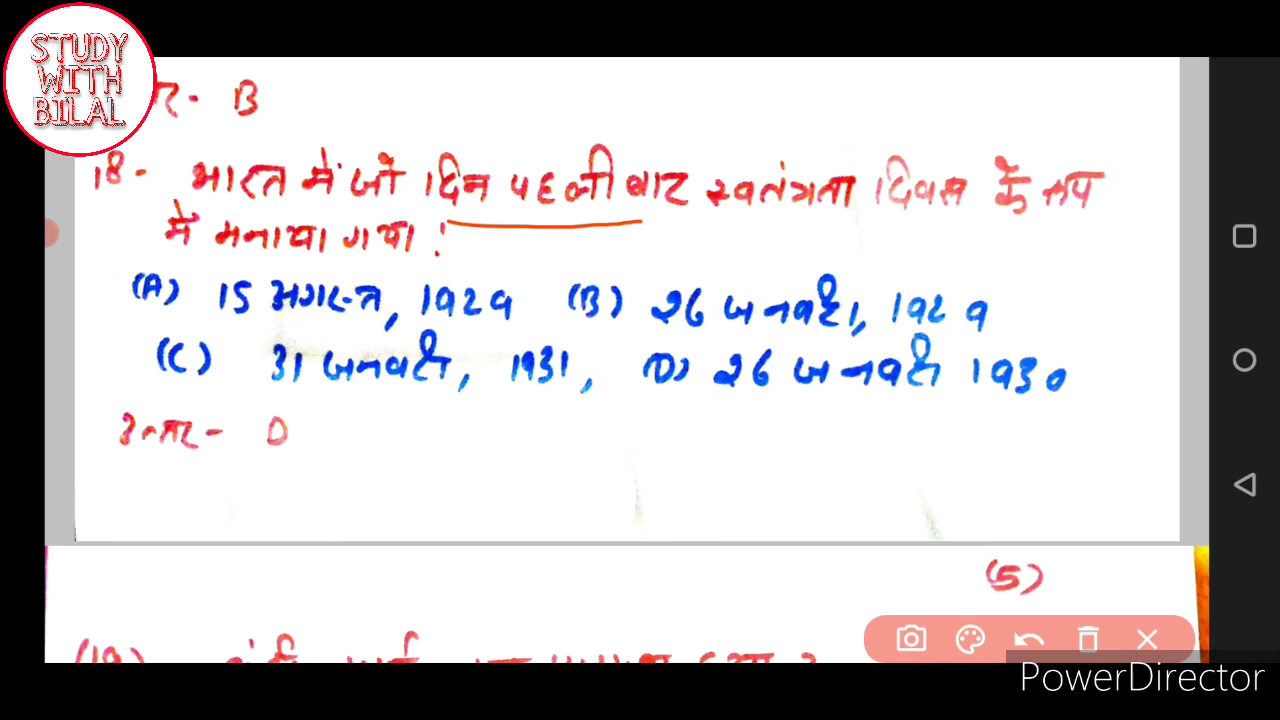 STUDY
WITH
BILAL
र- B
18- भारत में जो दिन पहली बार स्वतंत्रता दिवस के रूप
में मनाया गया:
(A) 15 अगस्त, 1929 (B) 26 जनवरी, 1929
(C) 31 जनवरी, 1931, (D) 26 जनवरी 1930
उत्तर- D
(5)
(19)
PowerDirector